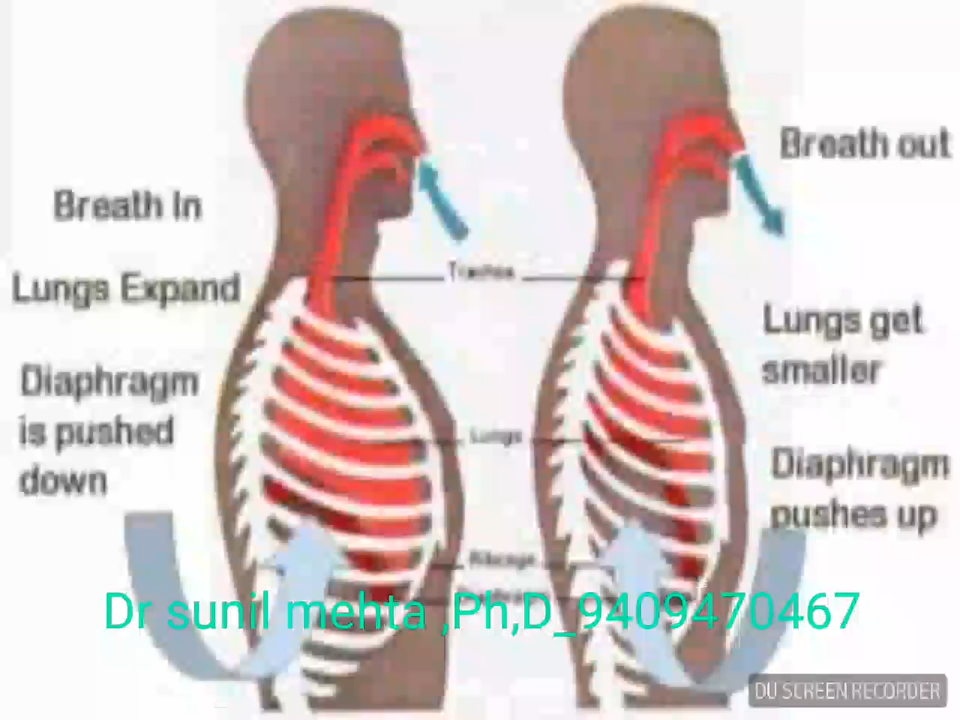 Breath out
Breath In
Trachea
Lungs Expand
Lungs get
smaller
Diaphragm
is pushed
down
Lungs
Diaphragm
pushes up
Ribcage
Dr sunil mehta ,Ph,D_9409470467
DU SCREEN RECORDER